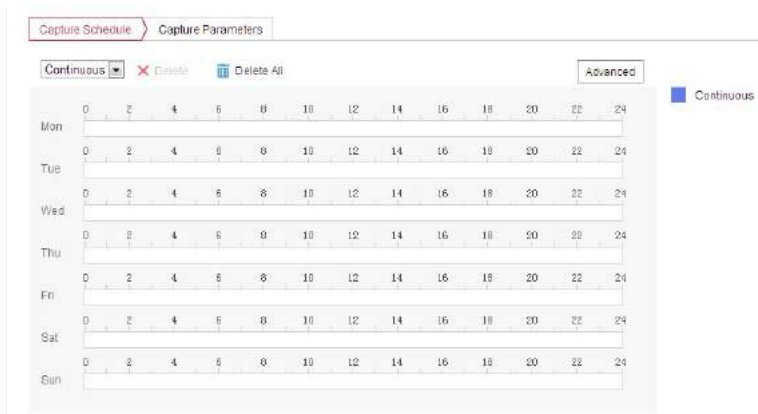 Capture Schedule Capture Parameters
Continuous Delete Delete All Advanced
Continuous
0 2 4 6 8 10 12 14 16 18 20 22 24
Mon
0 2 4 6 8 10 12 14 16 18 20 22 24
Tue
0 2 4 6 8 10 12 14 16 18 20 22 24
Wed
0 2 4 6 8 10 12 14 16 18 20 22 24
Thu
0 2 4 6 8 10 12 14 16 18 20 22 24
Fri
0 2 4 6 8 10 12 14 16 18 20 22 24
Sat
0 2 4 6 8 10 12 14 16 18 20 22 24
Sun